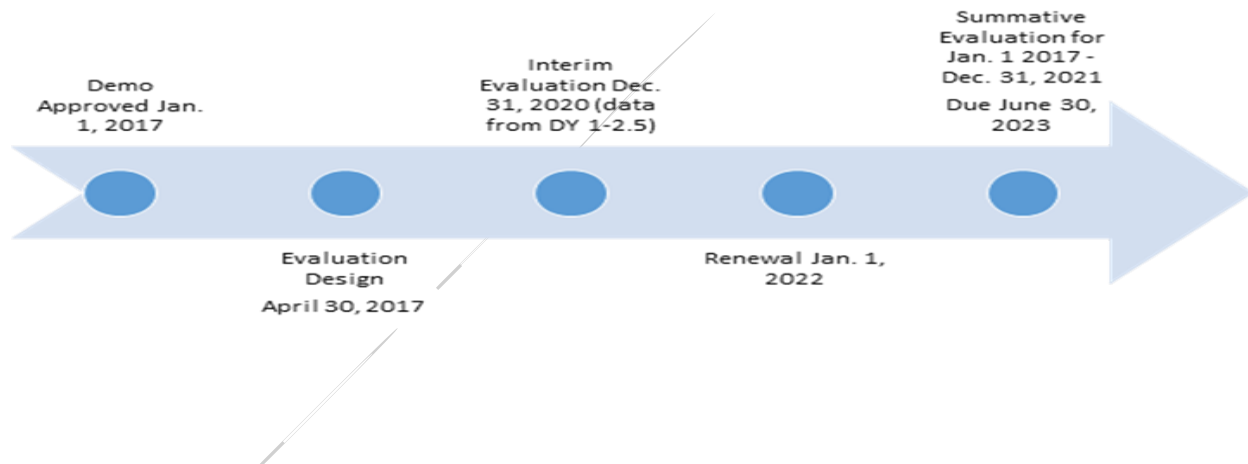 Demo
Approved Jan.
1, 2017
Evaluation
Design
April 30, 2017
Interim
Evaluation Dec.
31, 2020 (data
from DY 1-2.5)
Renewal Jan. 1,
2022
Summative
Evaluation for
Jan. 1 2017 -
Dec. 31, 2021
Due June 30,
2023